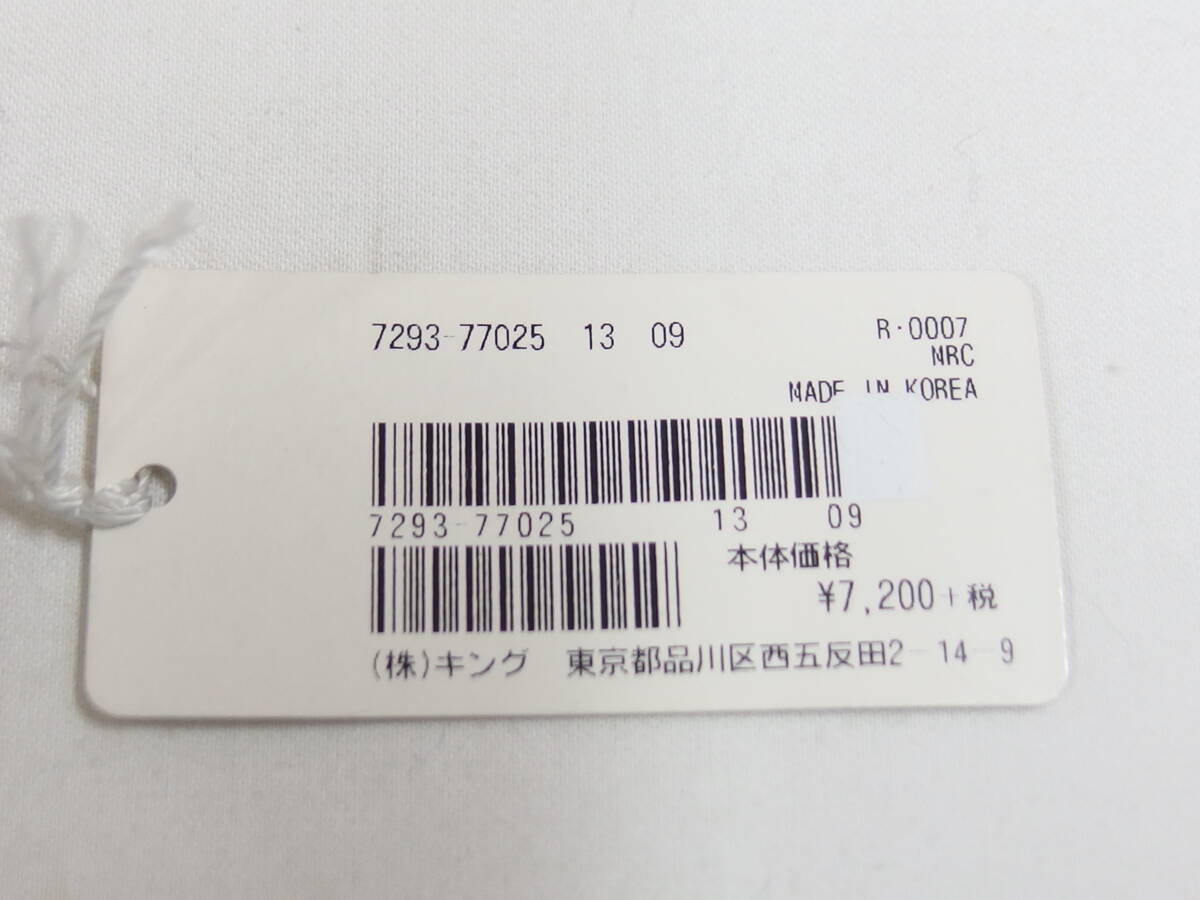 7293-77025 13 09
R・0007
NRC
MADE IN KOREA
7293-77025 13 09
本体価格
¥7,200+税
(株)キング 東京都品川区西五反田2-14-9